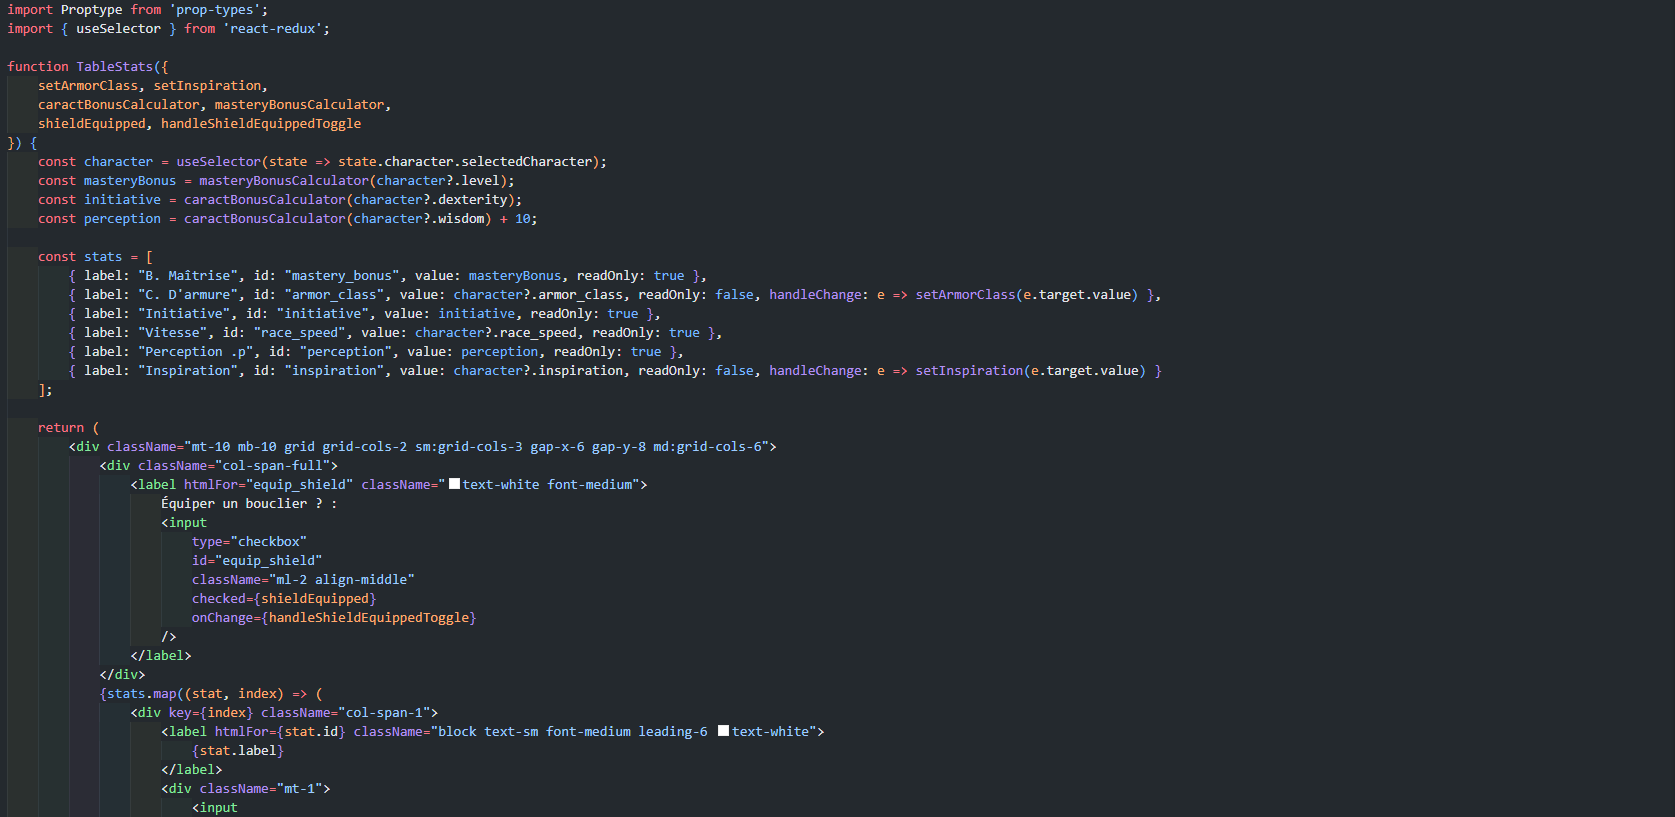 import Proptype from 'prop-types';
import { useSelector } from 'react-redux';

function TableStats({
    setArmorClass, setInspiration,
    caractBonusCalculator, masteryBonusCalculator,
    shieldEquipped, handleShieldEquippedToggle
}) {
    const character = useSelector(state => state.character.selectedCharacter);
    const masteryBonus = masteryBonusCalculator(character?.level);
    const initiative = caractBonusCalculator(character?.dexterity);
    const perception = caractBonusCalculator(character?.wisdom) + 10;

    const stats = [
        { label: "B. Maîtrise", id: "mastery_bonus", value: masteryBonus, readOnly: true },
        { label: "C. D'armure", id: "armor_class", value: character?.armor_class, readOnly: false, handleChange: e => setArmorClass(e.target.value) },
        { label: "Initiative", id: "initiative", value: initiative, readOnly: true },
        { label: "Vitesse", id: "race_speed", value: character?.race_speed, readOnly: true },
        { label: "Perception .p", id: "perception", value: perception, readOnly: true },
        { label: "Inspiration", id: "inspiration", value: character?.inspiration, readOnly: false, handleChange: e => setInspiration(e.target.value) }
    ];

    return (
        <div className="mt-10 mb-10 grid grid-cols-2 sm:grid-cols-3 gap-x-6 gap-y-8 md:grid-cols-6">
            <div className="col-span-full">
                <label htmlFor="equip_shield" className="text-white font-medium">
                    Équiper un bouclier ? :
                    <input
                        type="checkbox"
                        id="equip_shield"
                        className="ml-2 align-middle"
                        checked={shieldEquipped}
                        onChange={handleShieldEquippedToggle}
                    />
                </label>
            </div>
            {stats.map((stat, index) => (
                <div key={index} className="col-span-1">
                    <label htmlFor={stat.id} className="block text-sm font-medium leading-6 text-white">
                        {stat.label}
                    </label>
                    <div className="mt-1">
                        <input